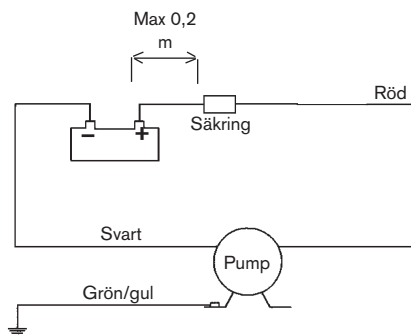 Max 0,2
m
Röd
Säkring
− +
Svart
Pump
Grön/gul